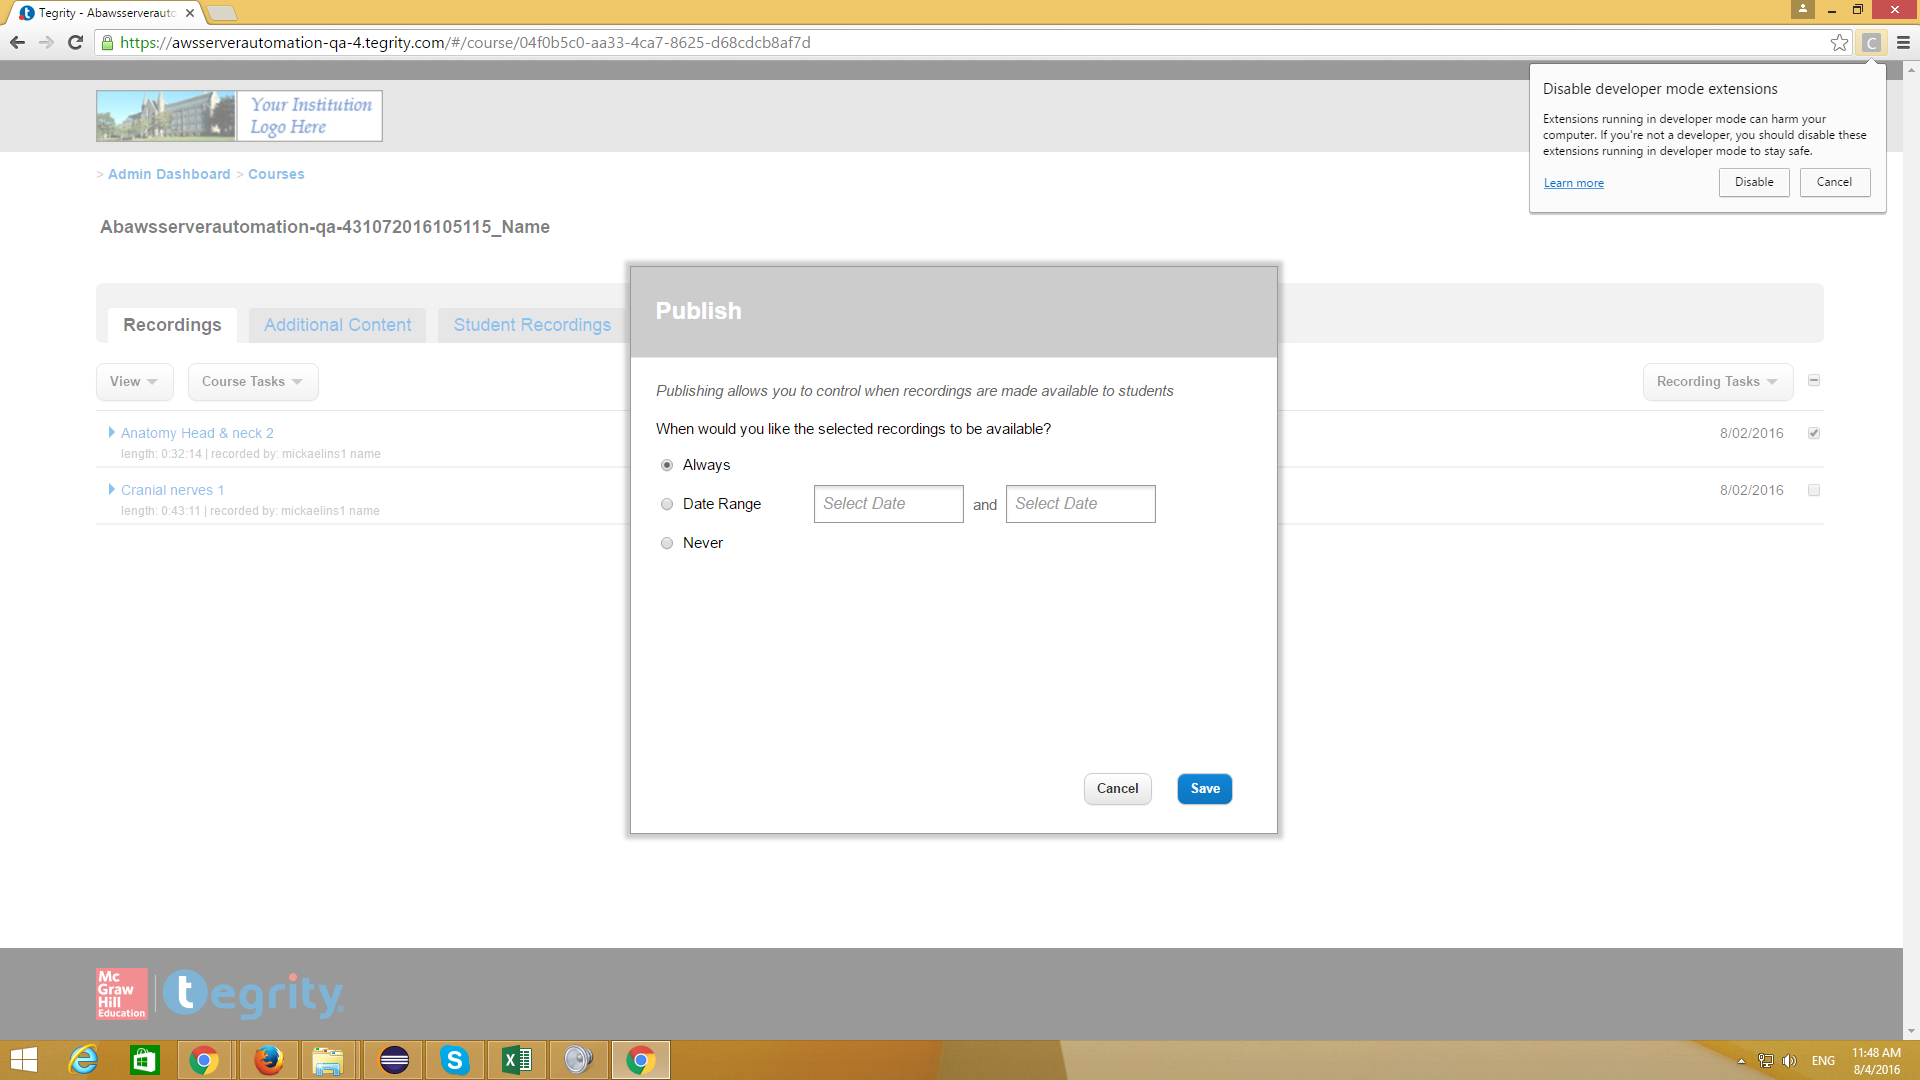 Tegrity - Abawsserverauto
https://awsserverautomation-qa-4.tegrity.com/#/course/04f0b5c0-aa33-4ca7-8625-d68cdcb8af7d
C
Disable developer mode extensions
Extensions running in developer mode can harm your
computer. If you're not a developer, you should disable these
extensions running in developer mode to stay safe.
Learn more
Disable
Cancel
Your Institution
Logo Here
> Admin Dashboard > Courses
Abawsserverautomation-qa-431072016105115_Name
Recordings
Additional Content
Student Recordings
View
Course Tasks
Recording Tasks
Anatomy Head & neck 2
length: 0:32:14 | recorded by: mickaelins1 name
8/02/2016
Cranial nerves 1
length: 0:43:11 | recorded by: mickaelins1 name
8/02/2016
Publish
Publishing allows you to control when recordings are made available to students
When would you like the selected recordings to be available?
Always
Date Range
Select Date
and
Select Date
Never
Cancel
Save
Mc
Graw
Hill
Education
tegrity
ENG
11:48 AM
8/4/2016